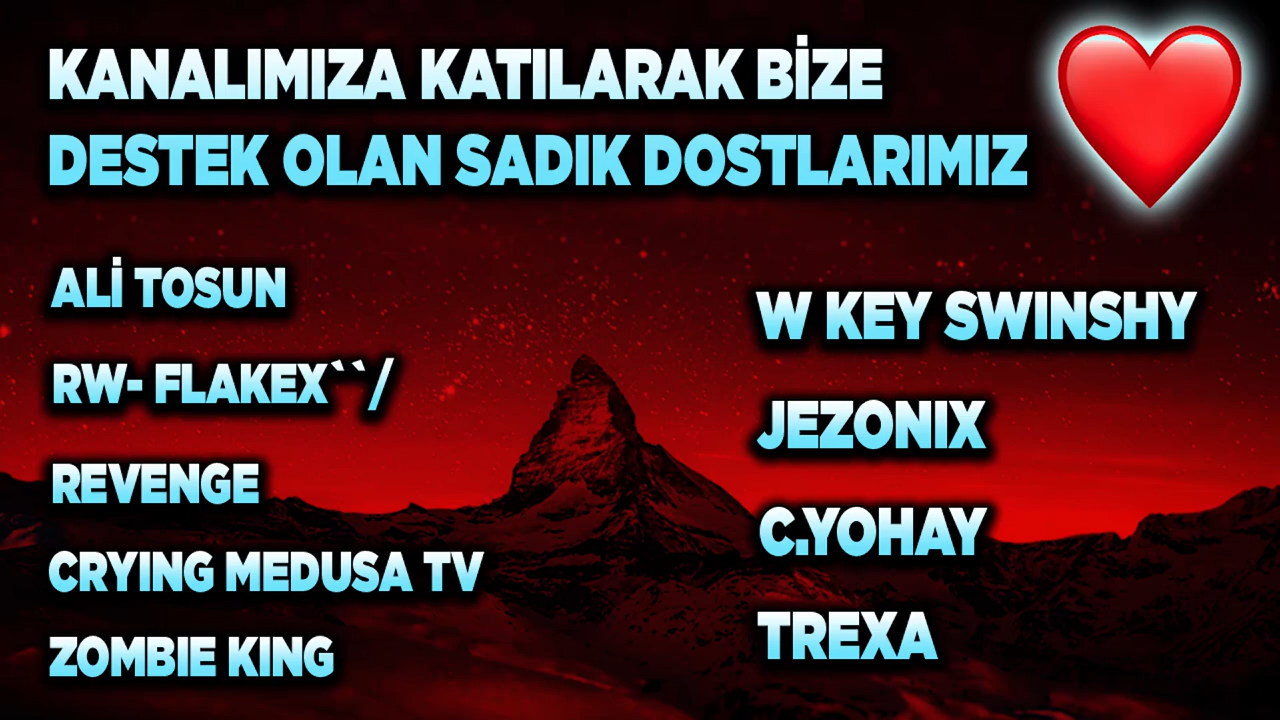 KANALIMIZA KATILARAK BİZE
DESTEK OLAN SADIK DOSTLARIMIZ
ALİ TOSUN
RW- FLAKEX``/
REVENGE
CRYING MEDUSA TV
ZOMBIE KING
W KEY SWINSHY
JEZONIX
C.YOHAY
TREXA